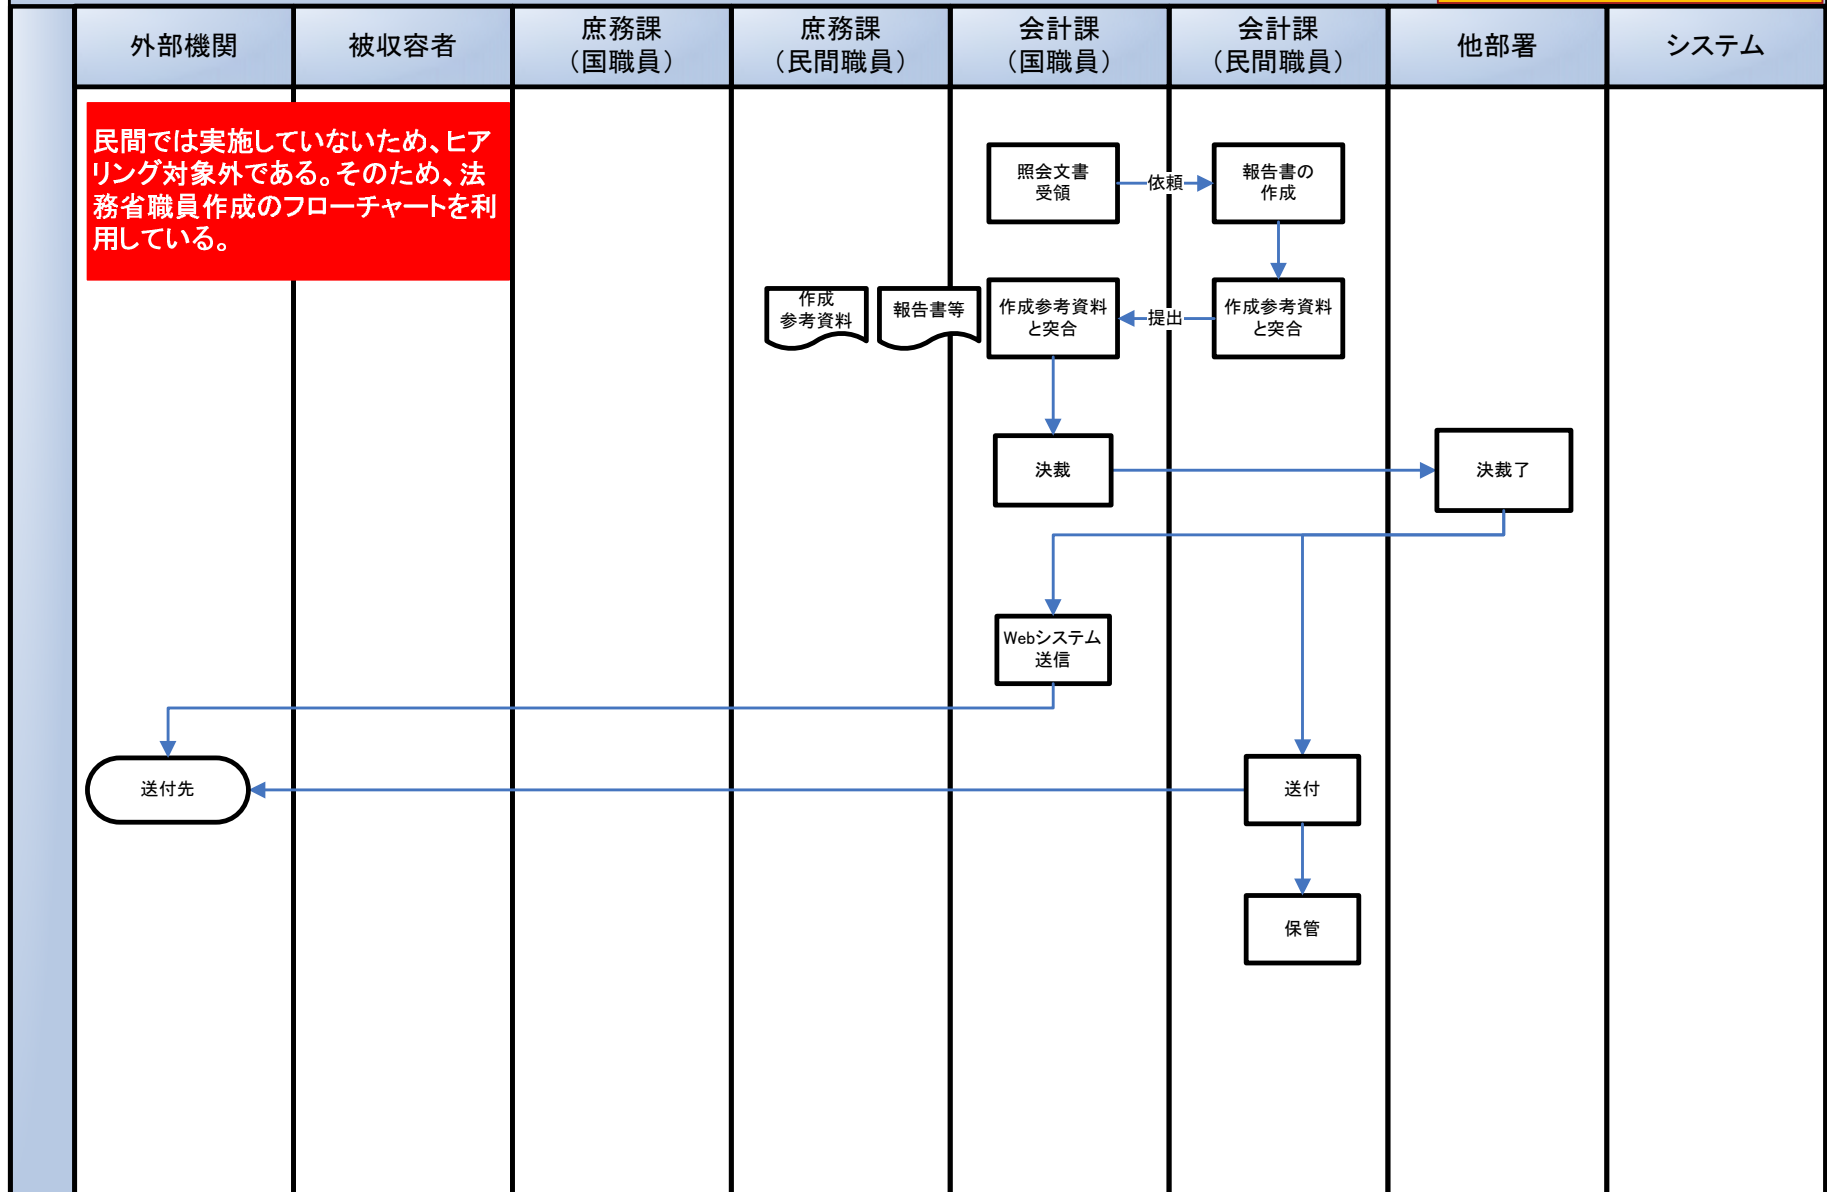 外部機関
被収容者
庶務課
（国職員）
庶務課
（民間職員）
会計課
（国職員）
会計課
（民間職員）
他部署
システム
民間では実施していないため、ヒア
リング対象外である。そのため、法
務省職員作成のフローチャートを利
用している。
照会文書
受領
依頼
報告書の
作成
作成
参考資料
報告書等
作成参考資料
と突合
提出
作成参考資料
と突合
決裁
決裁了
Webシステム
送信
送付先
送付
保管